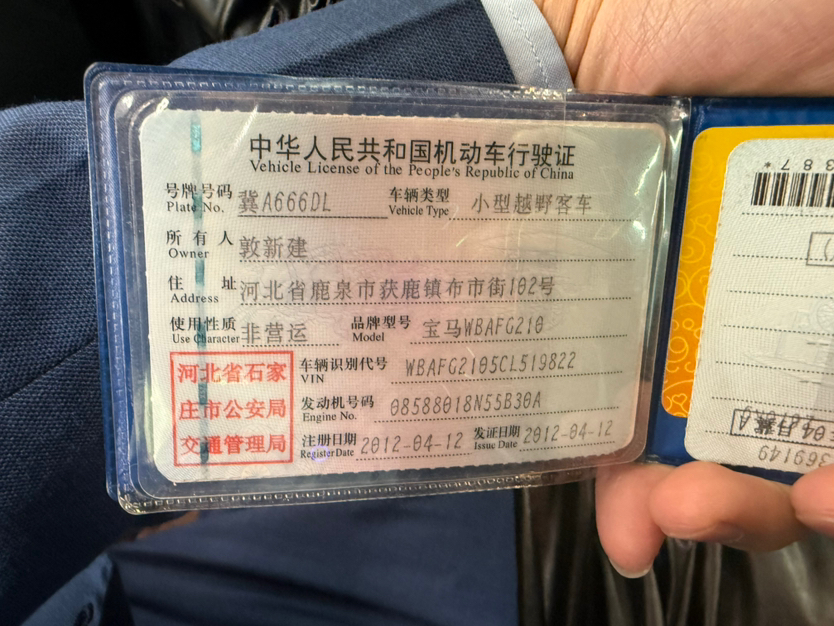 中华人民共和国机动车行驶证
Vehicle License of the People's Republic of China
号牌号码 冀A666DL 车辆类型 小型越野客车
Plate No. Vehicle Type
所有人 敦新建
Owner
住址 河北省鹿泉市获鹿镇布市街102号
Address
使用性质 非营运 品牌型号 宝马WBAFG210
Use Character Model
河北省石家
庄市公安局
交通管理局
车辆识别代号 WBAFG2105CL519822
VIN
发动机号码 08588018N55B30A
Engine No.
注册日期 2012-04-12 发证日期 2012-04-12
Register Date Issue Date
387*
369149